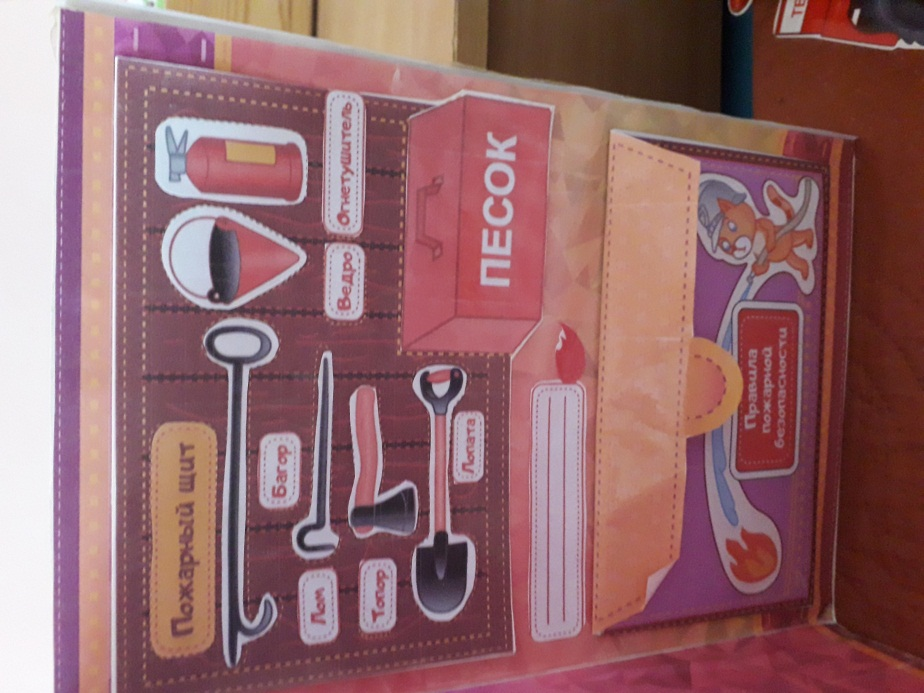 Пожарный щит
Багор
Лом
Топор
Лопата
Ведро
Огнетушитель
ПЕСОК
Правила
пожарной
безопасности